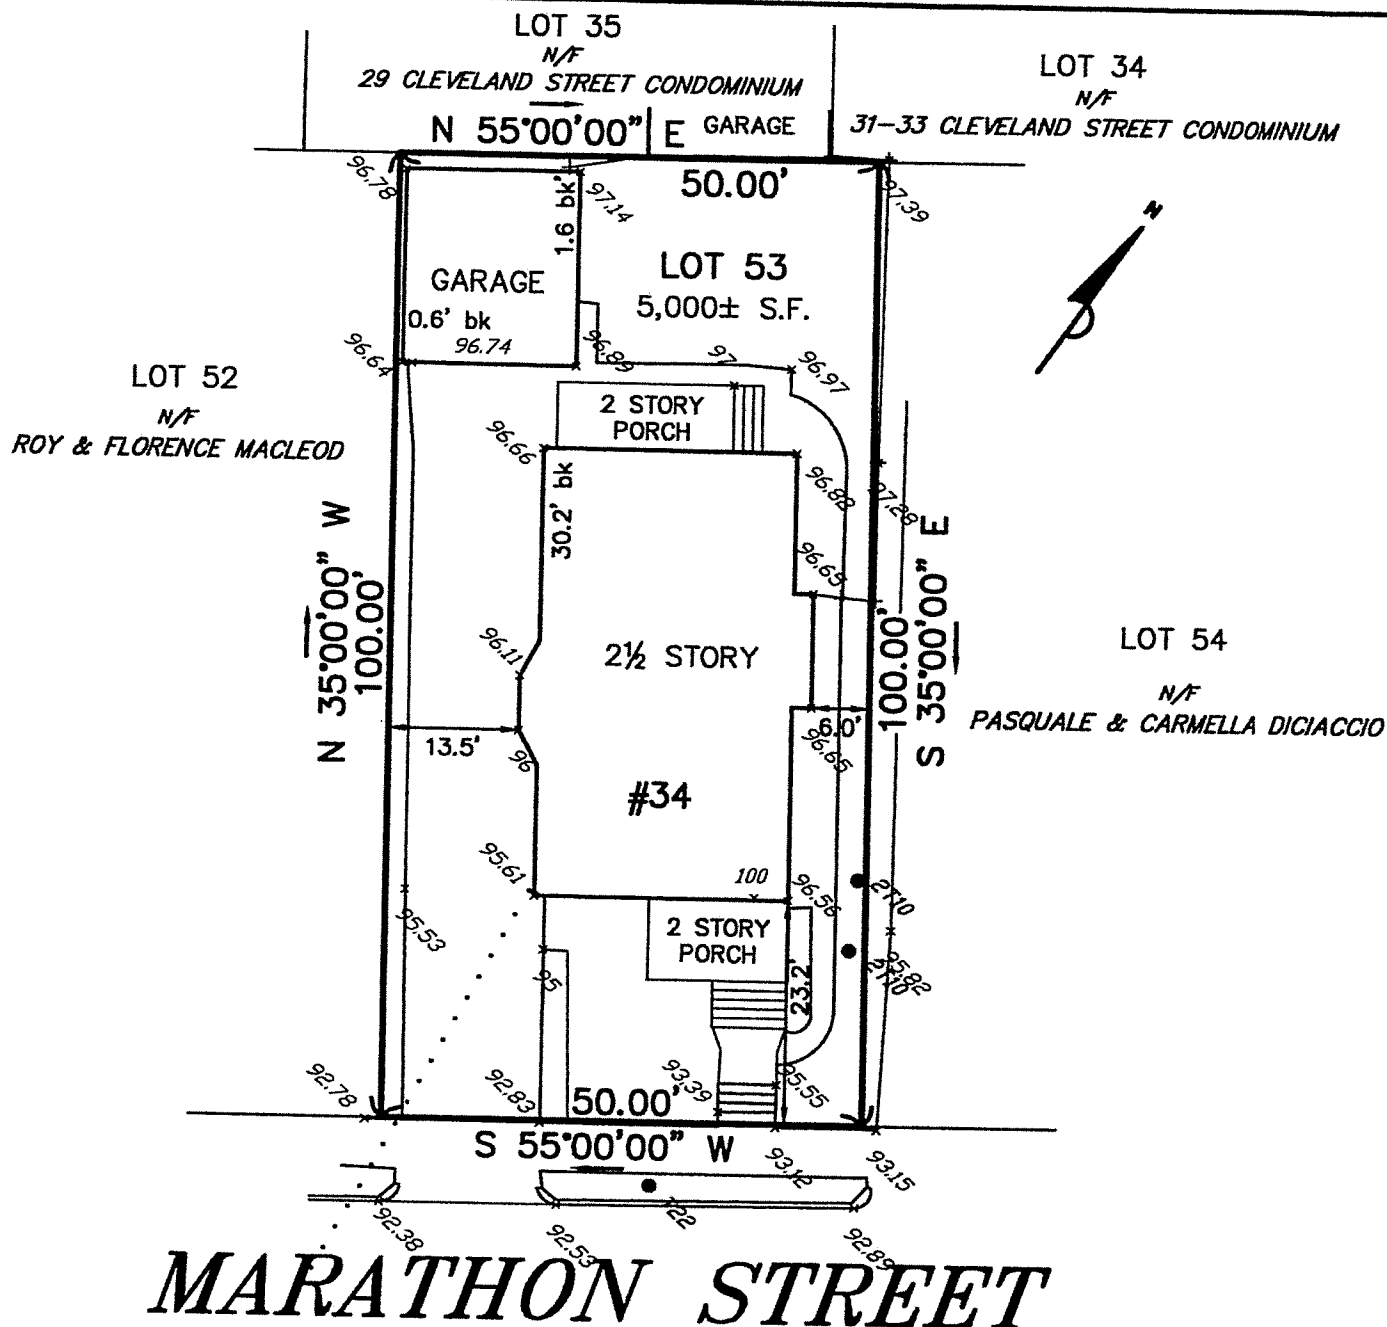 LOT 35
N/F
29 CLEVELAND STREET CONDOMINIUM
LOT 34
N/F
31-33 CLEVELAND STREET CONDOMINIUM
N 55°00'00" E
GARAGE
50.00'
96.78
97.14
97.39
1.6' bk
N
GARAGE
LOT 53
5,000± S.F.
0.6' bk
96.74
96.64
96.89
97
96.97
LOT 52
N/F
ROY & FLORENCE MACLEOD
2 STORY
PORCH
96.66
96.82
97.28
30.2' bk
96.65
N 35°00'00" W
100.00'
96.11
2½ STORY
100.00'
S 35°00'00" E
LOT 54
N/F
PASQUALE & CARMELLA DICIACCIO
13.5'
6.0'
96
96.65
#34
95.61
100
96.56
2T10
95.53
2 STORY
PORCH
95
23.2'
95.82
2T10
92.78
92.83
50.00'
93.39
95.55
S 55°00'00" W
93.12
93.15
92.38
92.53
92.89
MARATHON STREET